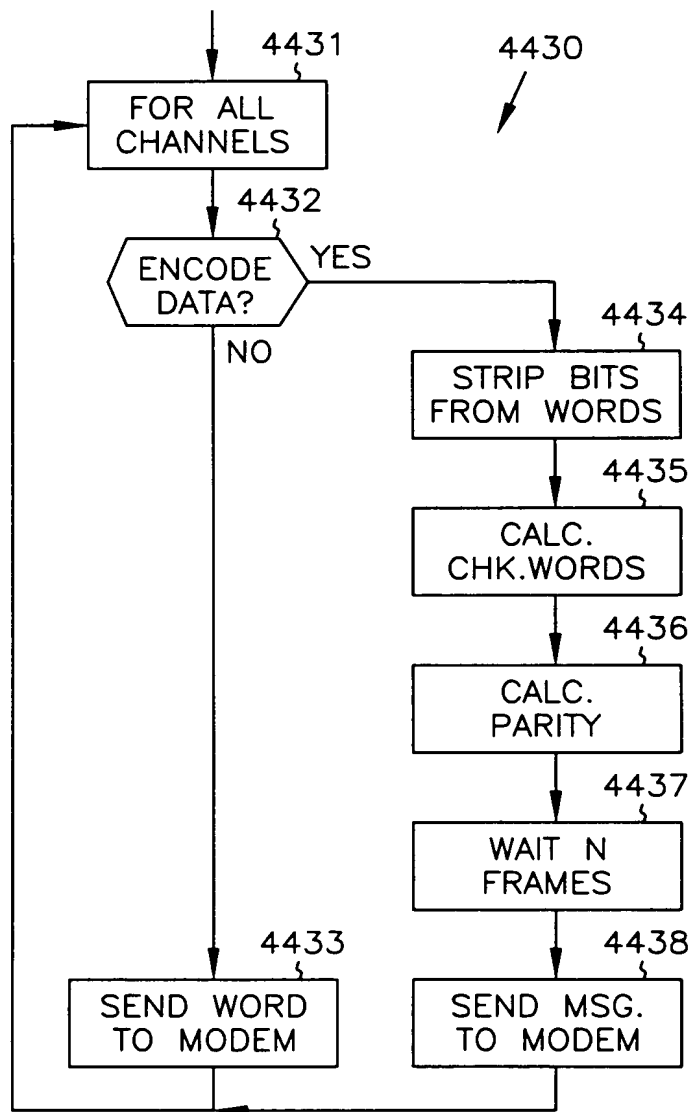 4431
4430
FOR ALL
CHANNELS
4432
ENCODE
DATA?
YES
NO
4434
STRIP BITS
FROM WORDS
4435
CALC.
CHK.WORDS
4436
CALC.
PARITY
4437
WAIT N
FRAMES
4433
SEND WORD
TO MODEM
4438
SEND MSG.
TO MODEM